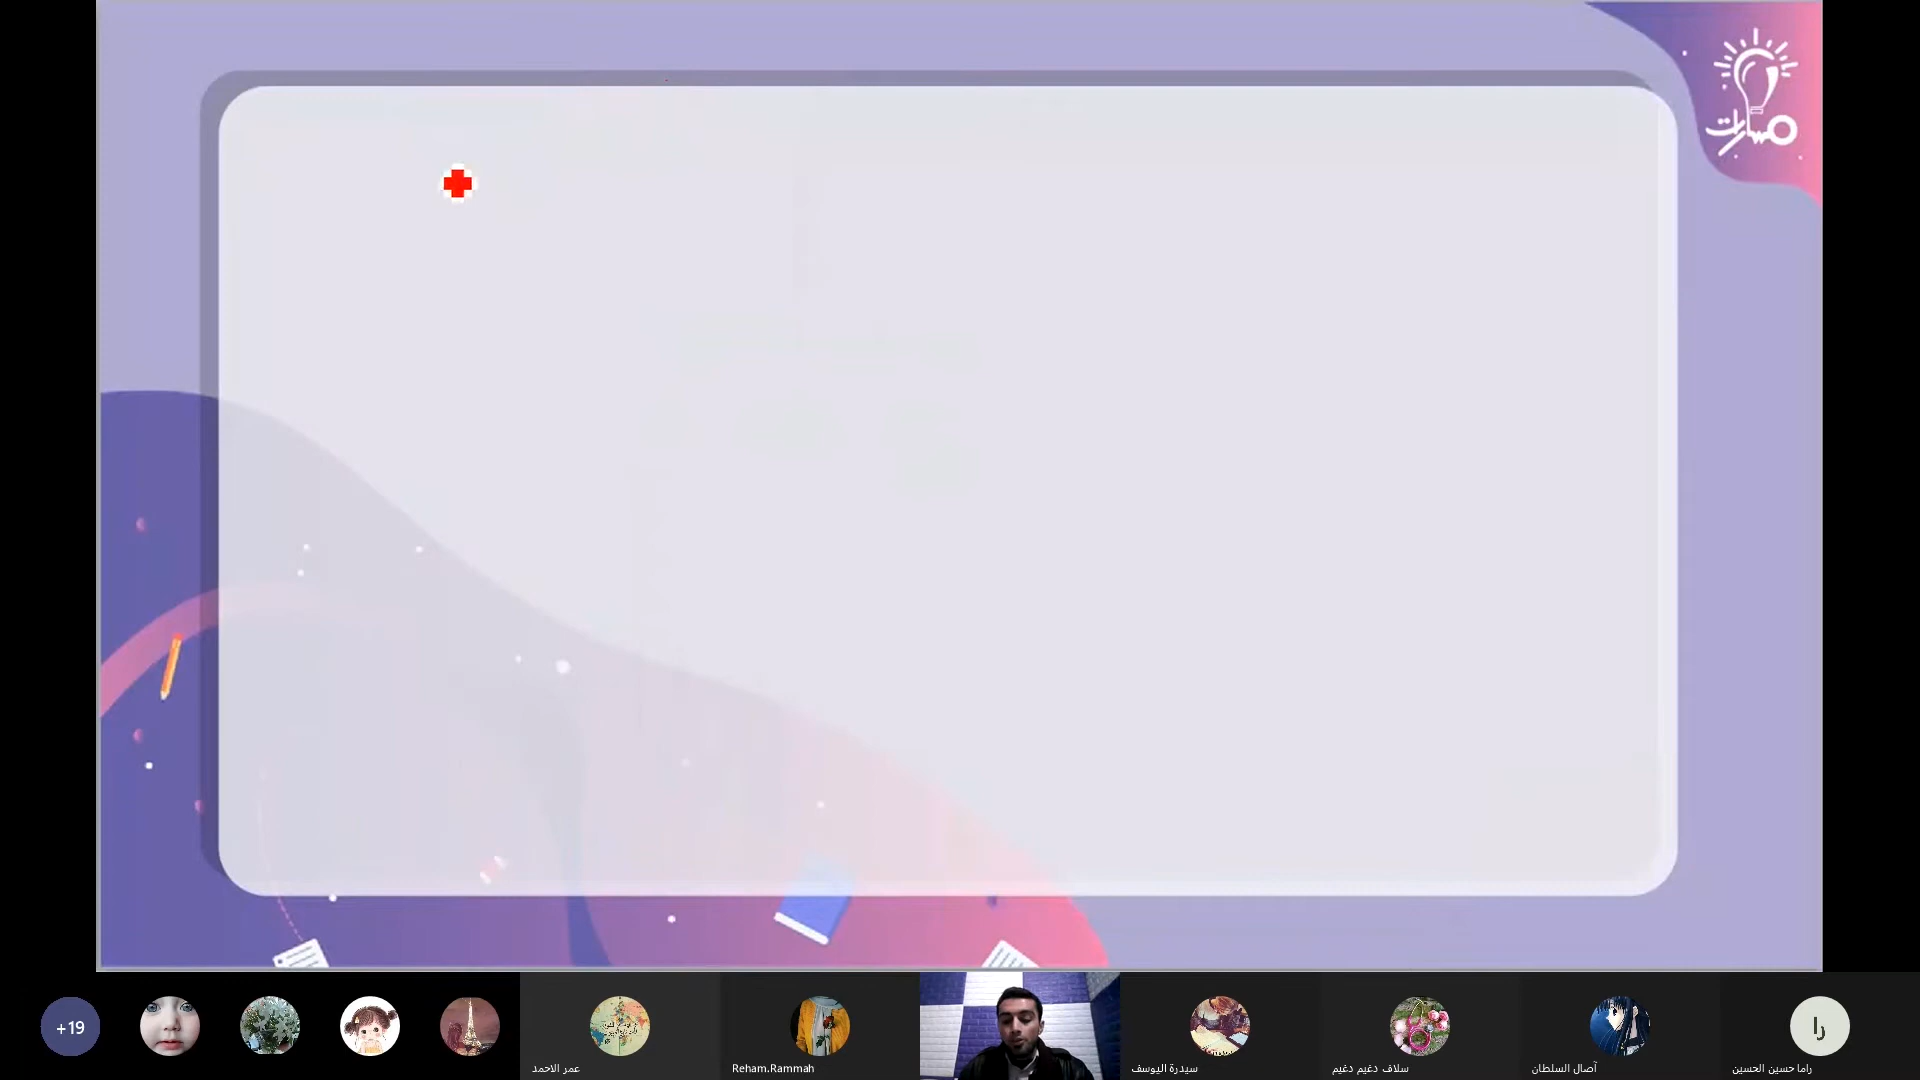 مسارات
+19
عمر الاحمد
Reham.Rammah
سيدرة اليوسف
سلاف دغيم دغيم
آصال السلطان
را
راما حسين الحسين